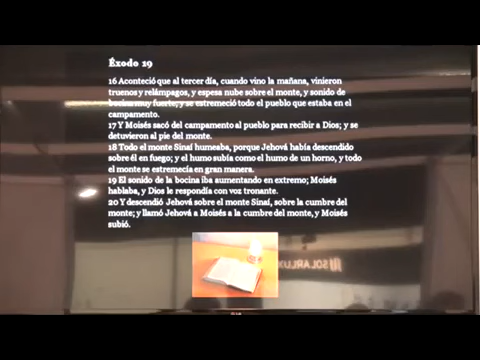 Éxodo 19
16 Aconteció que al tercer día, cuando vino la mañana, vinieron
truenos y relámpagos, y espesa nube sobre el monte, y sonido de
bocina muy fuerte; y se estremeció todo el pueblo que estaba en el
campamento.
17 Y Moisés sacó del campamento al pueblo para recibir a Dios; y se
detuvieron al pie del monte.
18 Todo el monte Sinaí humeaba, porque Jehová había descendido
sobre él en fuego; y el humo subía como el humo de un horno, y todo
el monte se estremecía en gran manera.
19 El sonido de la bocina iba aumentando en extremo; Moisés
hablaba, y Dios le respondía con voz tronante.
20 Y descendió Jehová sobre el monte Sinaí, sobre la cumbre del
monte; y llamó Jehová a Moisés a la cumbre del monte, y Moisés
subió.
SOLARLUX